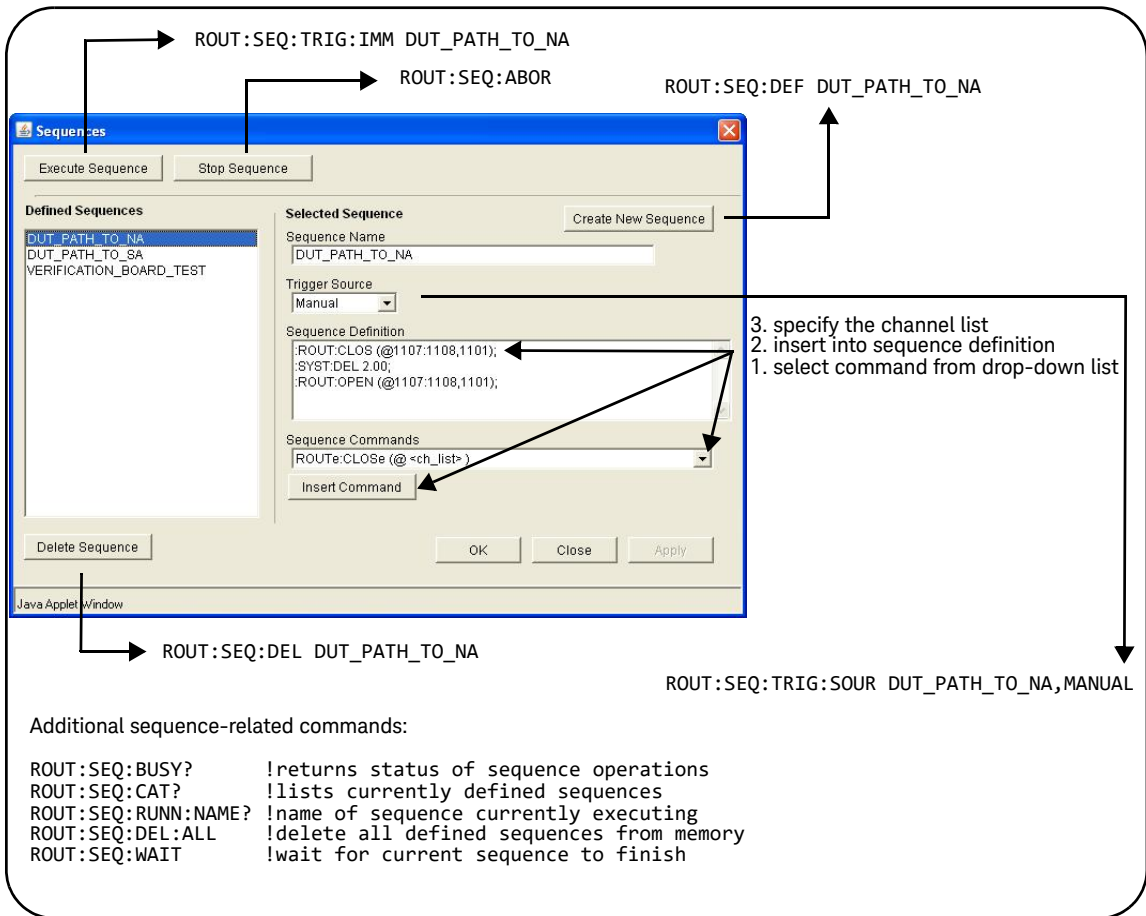 ROUT:SEQ:TRIG:IMM DUT_PATH_TO_NA
ROUT:SEQ:ABOR
ROUT:SEQ:DEF DUT_PATH_TO_NA
Sequences
Execute Sequence
Stop Sequence
Defined Sequences
DUT_PATH_TO_NA
DUT_PATH_TO_SA
VERIFICATION_BOARD_TEST
Selected Sequence
Create New Sequence
Sequence Name
DUT_PATH_TO_NA
Trigger Source
Manual
Sequence Definition
:ROUT:CLOS (@1107:1108,1101);
:SYST:DEL 2.00;
:ROUT:OPEN (@1107:1108,1101);
3. specify the channel list
2. insert into sequence definition
1. select command from drop-down list
Sequence Commands
ROUTe:CLOSe (@ <ch_list> )
Insert Command
Delete Sequence
OK
Close
Apply
Java Applet Window
ROUT:SEQ:DEL DUT_PATH_TO_NA
ROUT:SEQ:TRIG:SOUR DUT_PATH_TO_NA,MANUAL
Additional sequence-related commands:
ROUT:SEQ:BUSY? !returns status of sequence operations
ROUT:SEQ:CAT? !lists currently defined sequences
ROUT:SEQ:RUNN:NAME? !name of sequence currently executing
ROUT:SEQ:DEL:ALL !delete all defined sequences from memory
ROUT:SEQ:WAIT !wait for current sequence to finish